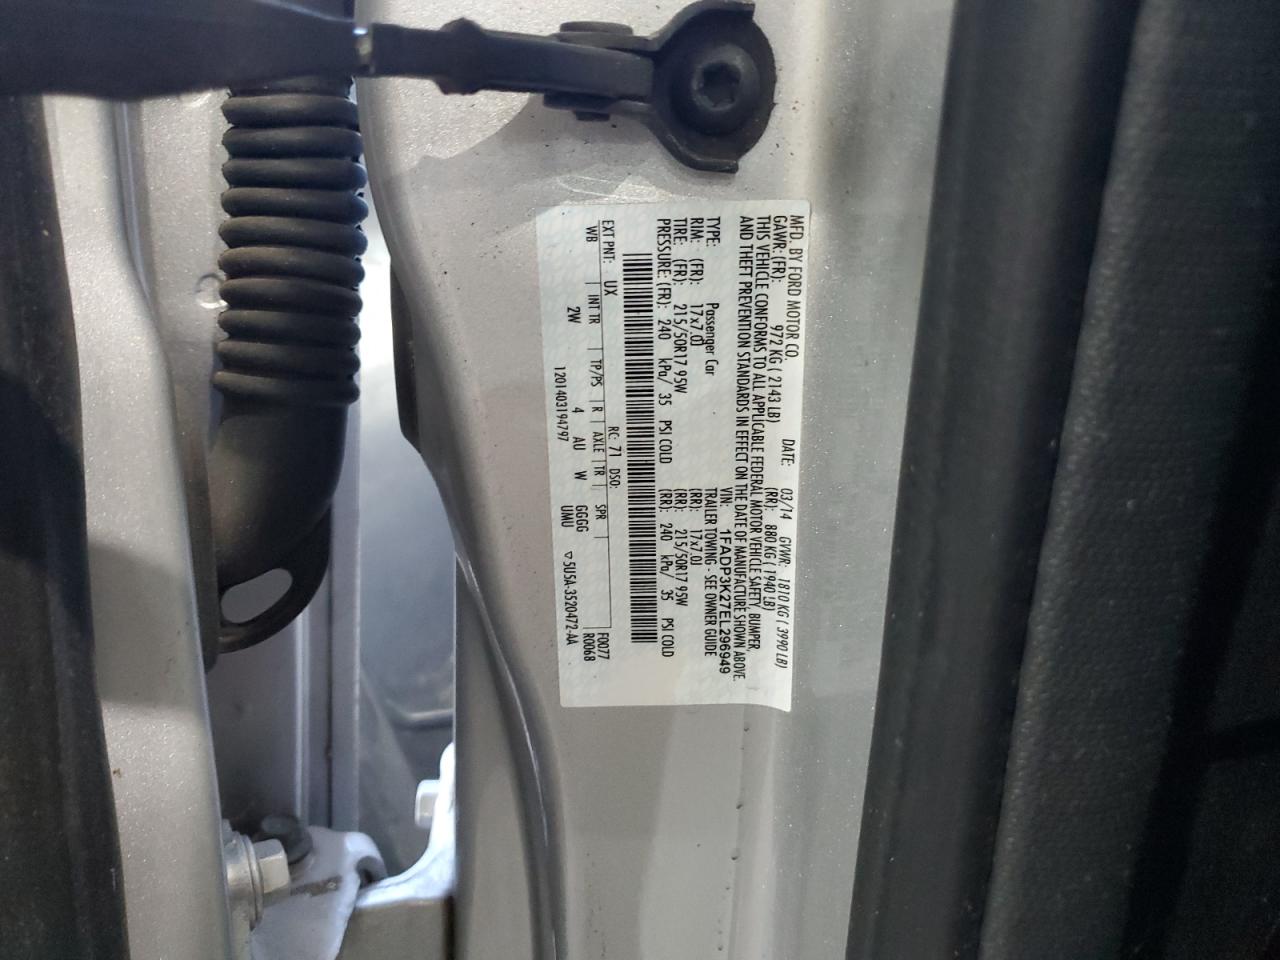 MFD. BY FORD MOTOR CO.
DATE: 03/14 GVWR: 1810 KG ( 3990 LB)
GAWR: (FR): 972 KG ( 2143 LB) (RR): 880 KG ( 1940 LB)
THIS VEHICLE CONFORMS TO ALL APPLICABLE FEDERAL MOTOR VEHICLE SAFETY, BUMPER,
AND THEFT PREVENTION STANDARDS IN EFFECT ON THE DATE OF MANUFACTURE SHOWN ABOVE.
VIN: 1FADP3K27EL296949
TYPE: Passenger Car TRAILER TOWING - SEE OWNER GUIDE
RIM: (FR): 17x7.0J (RR): 17x7.0J
TIRE: (FR): 215/50R17 95W (RR): 215/50R17 95W
PRESSURE: (FR): 240 kPa/ 35 PSI COLD (RR): 240 kPa/ 35 PSI COLD
EXT PNT: UX RC: 71 DSO: F0077
WB INT TR TP/PS R AXLE TR SPR R0068
2W 4 AU W GGGG
UMU
1201403194797 ▽5U5A-3520472-AA